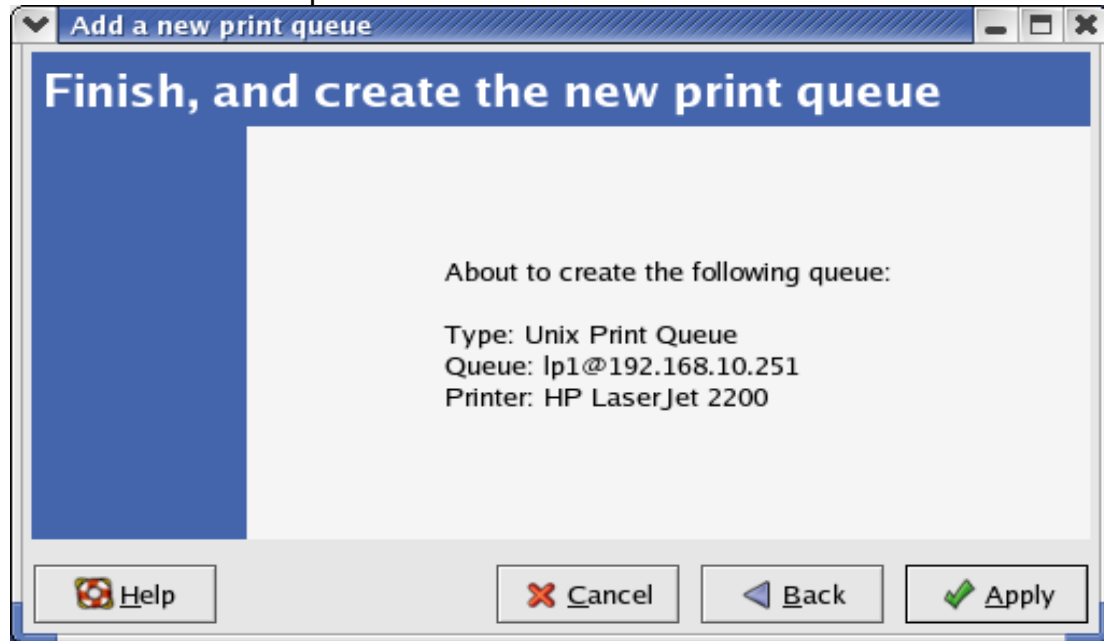 Add a new print queue
Finish, and create the new print queue
About to create the following queue:
Type: Unix Print Queue
Queue: lp1@192.168.10.251
Printer: HP LaserJet 2200
Help
Cancel
Back
Apply